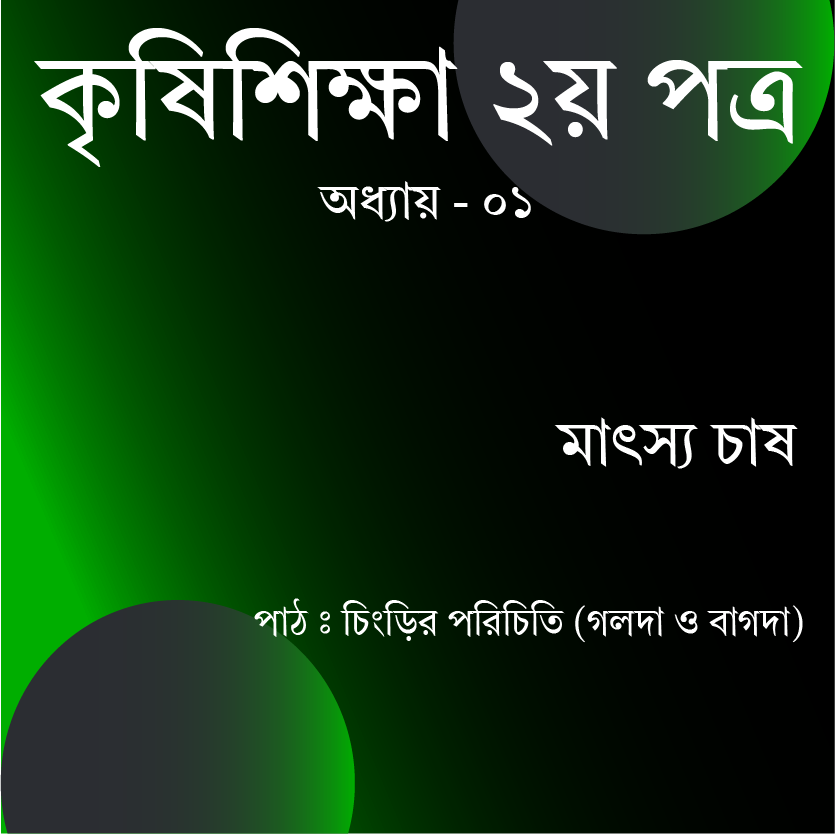 কৃষিশিক্ষা ২য় পত্র
অধ্যায় - ০১
মাৎস্য চাষ
পাঠ ঃ চিংড়ির পরিচিতি (গলদা ও বাগদা)